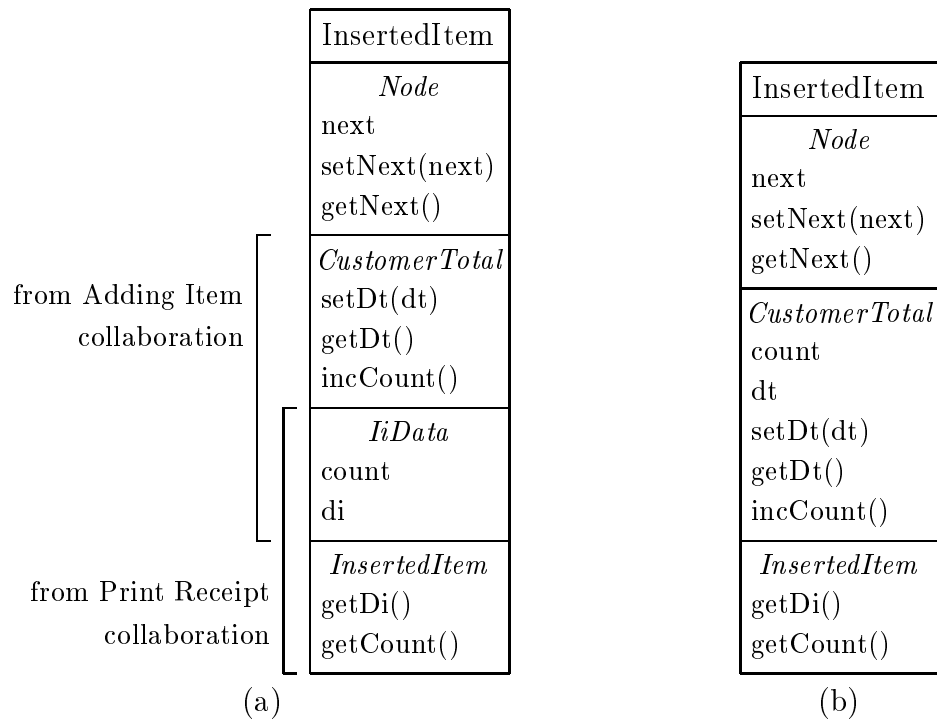 InsertedItem
Node
next
setNext(next)
getNext()
from Adding Item
collaboration
CustomerTotal
setDt(dt)
getDt()
incCount()
IiData
count
di
from Print Receipt
collaboration
InsertedItem
getDi()
getCount()
(a)
InsertedItem
Node
next
setNext(next)
getNext()
CustomerTotal
count
dt
setDt(dt)
getDt()
incCount()
InsertedItem
getDi()
getCount()
(b)